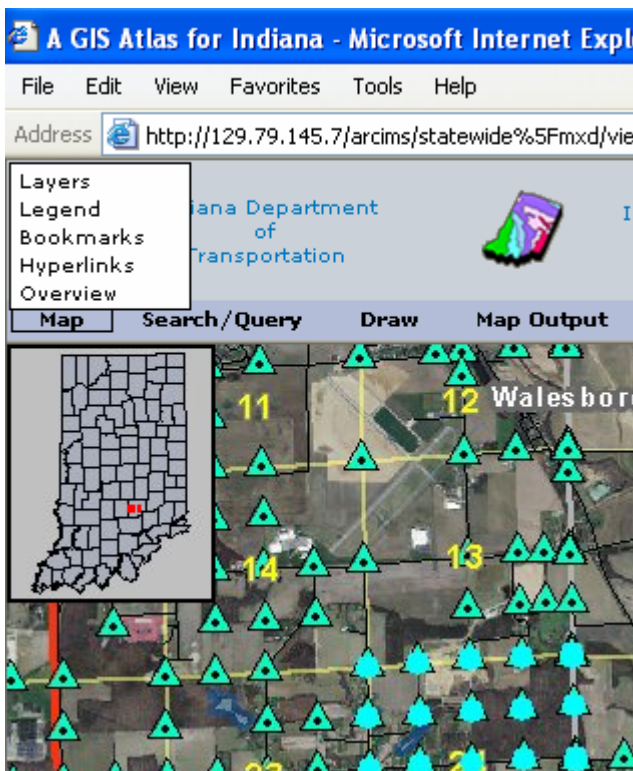 A GIS Atlas for Indiana - Microsoft Internet Expl
File Edit View Favorites Tools Help
Address http://129.79.145.7/arcims/statewide%5Fmxd/vie
Layers
Legend
Bookmarks
Hyperlinks
Overview
iana Department
of
ransportation
I
Map Search/Query Draw Map Output
11
12
Walesbor
14
13